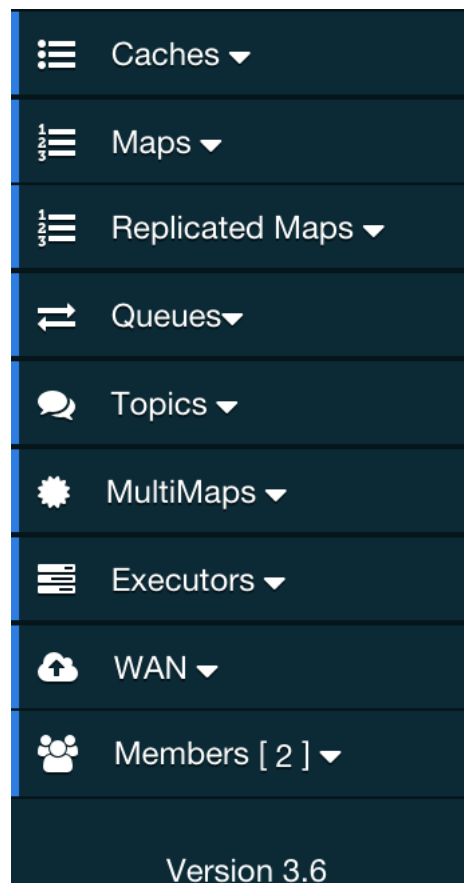 Caches
Maps
Replicated Maps
Queues
Topics
MultiMaps
Executors
WAN
Members [ 2 ]
Version 3.6